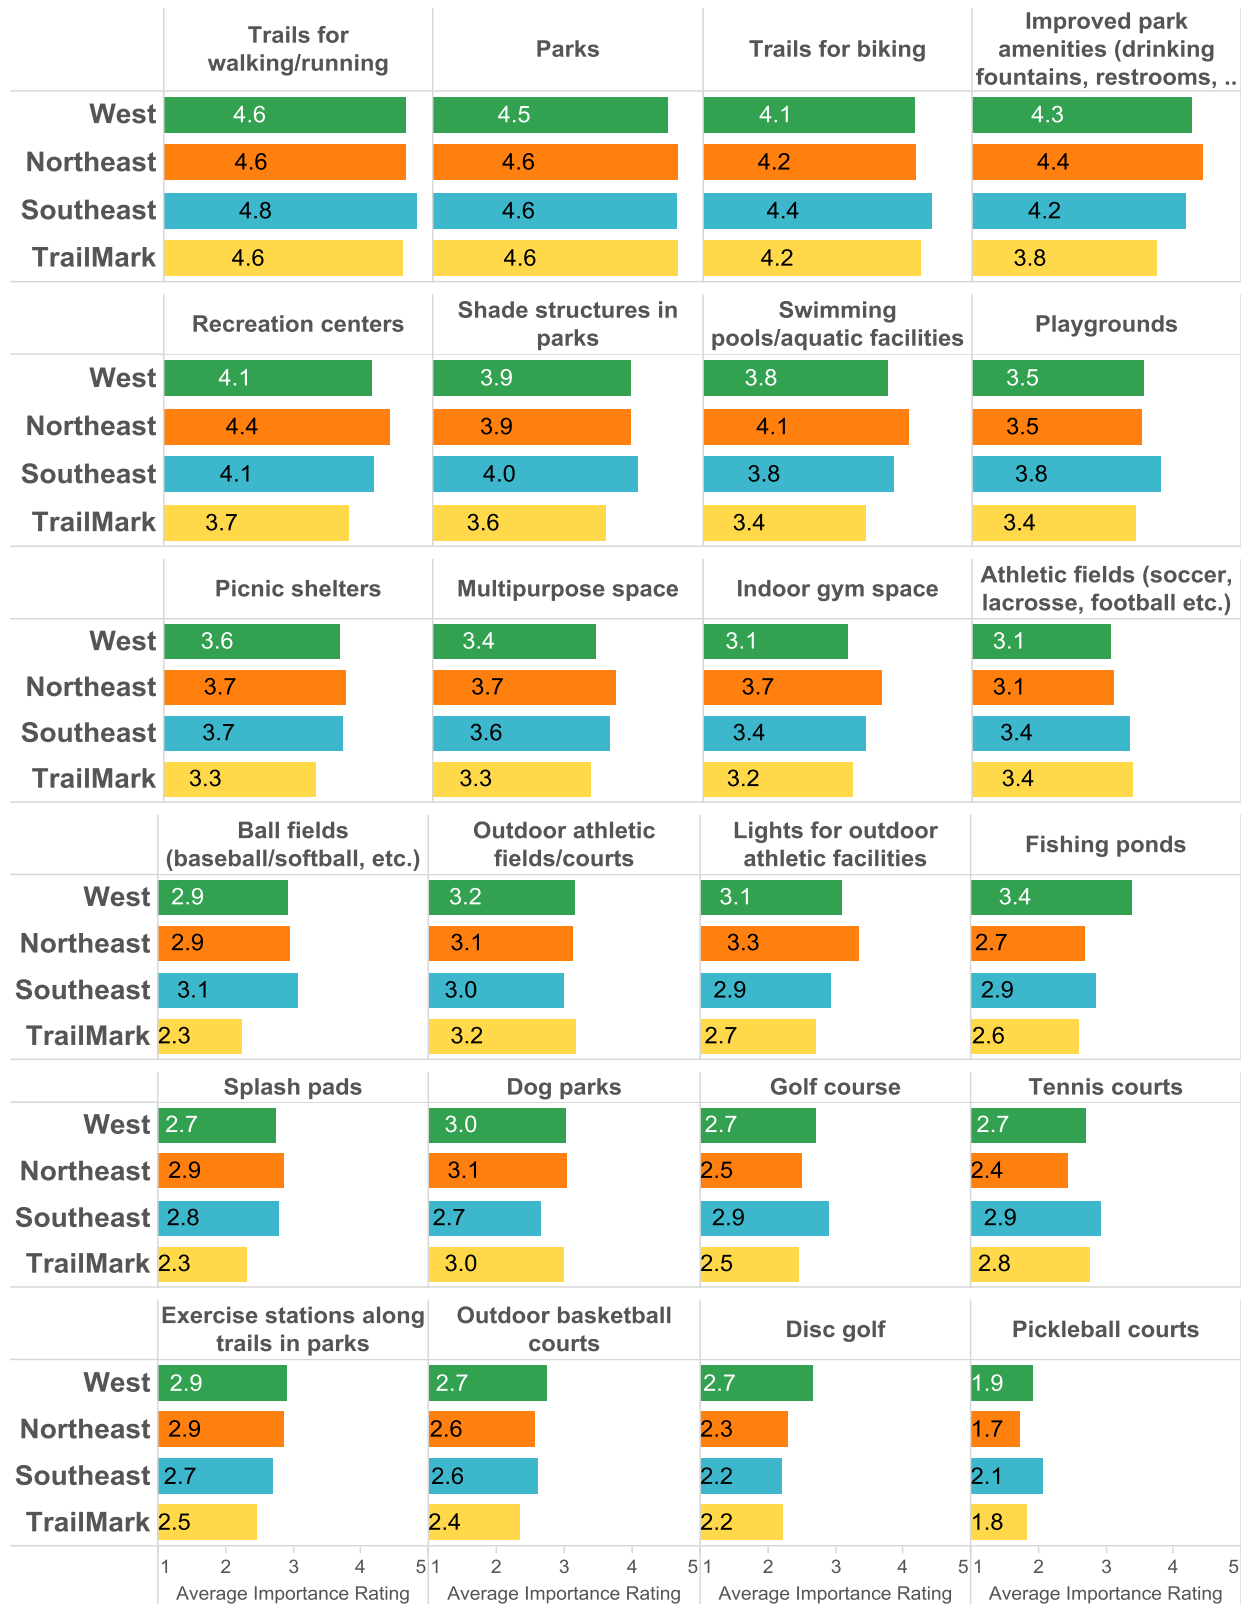 Trails for
walking/running
Parks
Trails for biking
Improved park
amenities (drinking
fountains, restrooms, ..
West 4.6 4.5 4.1 4.3
Northeast 4.6 4.6 4.2 4.4
Southeast 4.8 4.6 4.4 4.2
TrailMark 4.6 4.6 4.2 3.8
Recreation centers
Shade structures in
parks
Swimming
pools/aquatic facilities
Playgrounds
West 4.1 3.9 3.8 3.5
Northeast 4.4 3.9 4.1 3.5
Southeast 4.1 4.0 3.8 3.8
TrailMark 3.7 3.6 3.4 3.4
Picnic shelters
Multipurpose space
Indoor gym space
Athletic fields (soccer,
lacrosse, football etc.)
West 3.6 3.4 3.1 3.1
Northeast 3.7 3.7 3.7 3.1
Southeast 3.7 3.6 3.4 3.4
TrailMark 3.3 3.3 3.2 3.4
Ball fields
(baseball/softball, etc.)
Outdoor athletic
fields/courts
Lights for outdoor
athletic facilities
Fishing ponds
West 2.9 3.2 3.1 3.4
Northeast 2.9 3.1 3.3 2.7
Southeast 3.1 3.0 2.9 2.9
TrailMark 2.3 3.2 2.7 2.6
Splash pads
Dog parks
Golf course
Tennis courts
West 2.7 3.0 2.7 2.7
Northeast 2.9 3.1 2.5 2.4
Southeast 2.8 2.7 2.9 2.9
TrailMark 2.3 3.0 2.5 2.8
Exercise stations along
trails in parks
Outdoor basketball
courts
Disc golf
Pickleball courts
West 2.9 2.7 2.7 1.9
Northeast 2.9 2.6 2.3 1.7
Southeast 2.7 2.6 2.2 2.1
TrailMark 2.5 2.4 2.2 1.8
1 2 3 4 5 1 2 3 4 5 1 2 3 4 5 1 2 3 4 5
Average Importance Rating Average Importance Rating Average Importance Rating Average Importance Rating